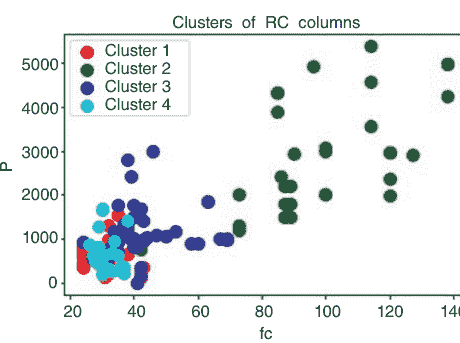 Clusters of RC columns
Cluster 1
Cluster 2
Cluster 3
Cluster 4
5000
4000
3000
2000
1000
0
P
20 40 60 80 100 120 140
fc